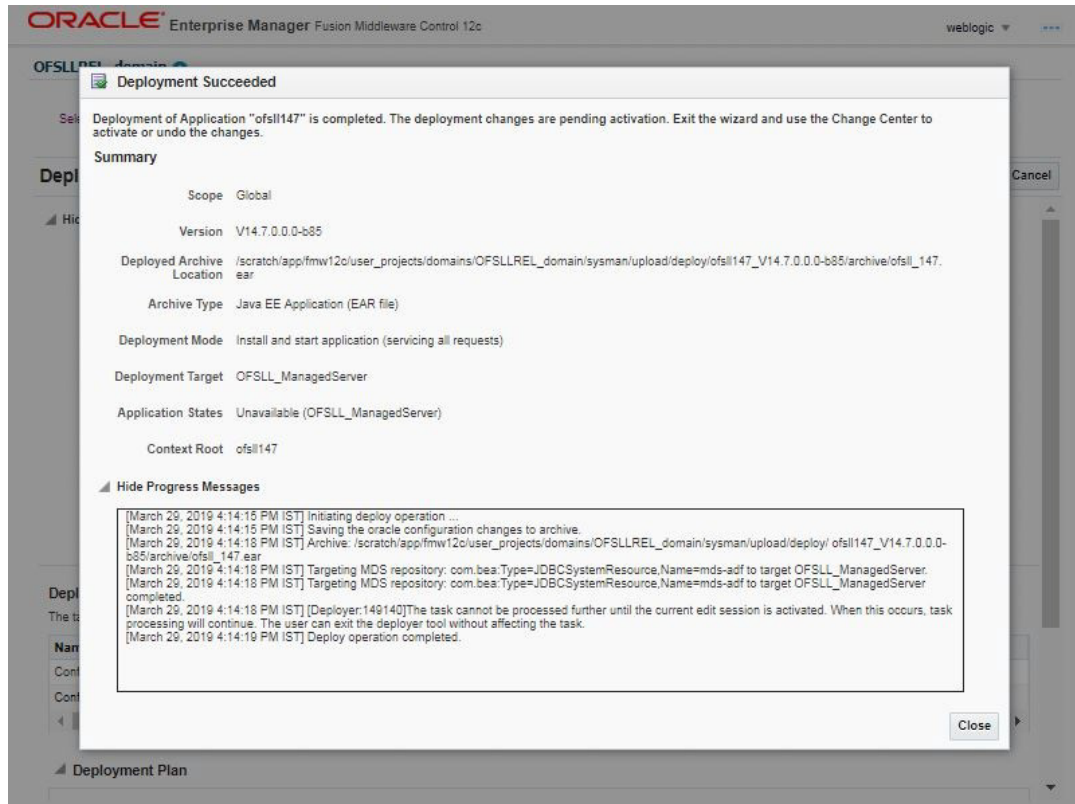 ORACLE Enterprise Manager Fusion Middleware Control 12c
weblogic
Deployment Succeeded
Deployment of Application "ofsll147" is completed. The deployment changes are pending activation. Exit the wizard and use the Change Center to
activate or undo the changes.
Summary
Cancel
Scope Global
Version V14.7.0.0.0-b85
Deployed Archive Location /scratch/app/fmw12c/user_projects/domains/OFSLLREL_domain/sysman/upload/deploy/ofsll147_V14.7.0.0.0-b85/archive/ofsll_147.
ear
Archive Type Java EE Application (EAR file)
Deployment Mode Install and start application (servicing all requests)
Deployment Target OFSLL_ManagedServer
Application States Unavailable (OFSLL_ManagedServer)
Context Root ofsll147
Hide Progress Messages
[March 29, 2019 4:14:15 PM IST] Initiating deploy operation ...
[March 29, 2019 4:14:15 PM IST] Saving the oracle configuration changes to archive.
[March 29, 2019 4:14:18 PM IST] Archive: /scratch/app/fmw12c/user_projects/domains/OFSLLREL_domain/sysman/upload/deploy/ ofsll147_V14.7.0.0.0-
b85/archive/ofsll_147.ear
[March 29, 2019 4:14:18 PM IST] Targeting MDS repository: com.bea:Type=JDBCSystemResource,Name=mds-adf to target OFSLL_ManagedServer.
[March 29, 2019 4:14:18 PM IST] Targeting MDS repository: com.bea:Type=JDBCSystemResource,Name=mds-adf to target OFSLL_ManagedServer
completed.
[March 29, 2019 4:14:18 PM IST] [Deployer:149140]The task cannot be processed further until the current edit session is activated. When this occurs, task
processing will continue. The user can exit the deployer tool without affecting the task.
[March 29, 2019 4:14:19 PM IST] Deploy operation completed.
Close
Deployment Plan